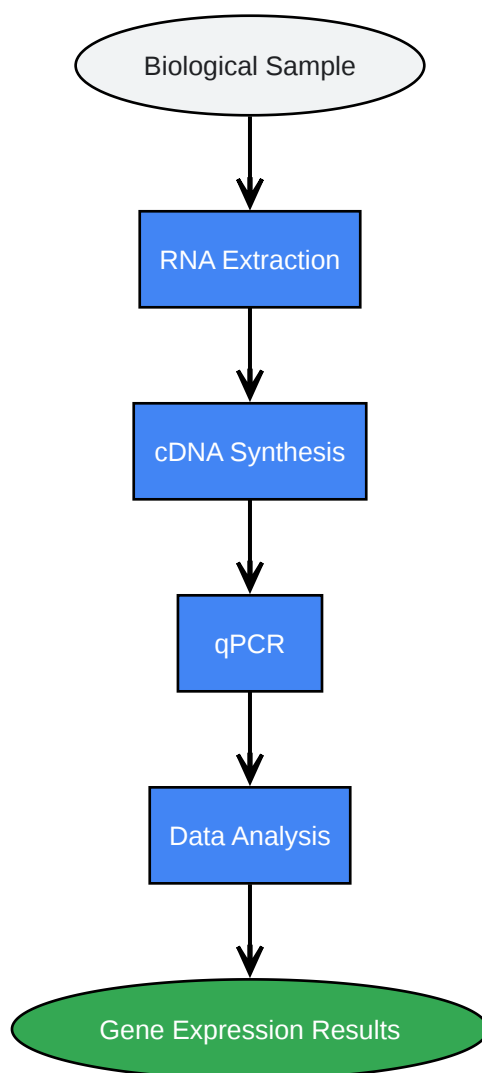 Biological Sample
RNA Extraction
cDNA Synthesis
qPCR
Data Analysis
Gene Expression Results